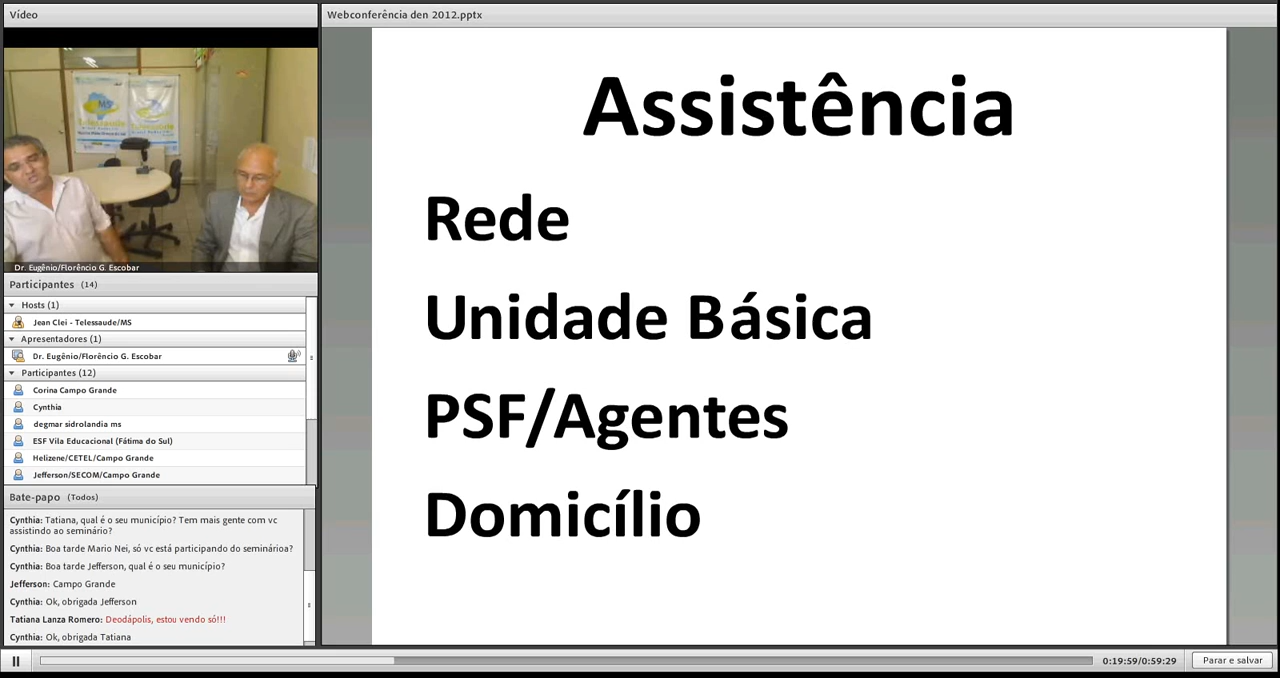 Vídeo
Webconferência den 2012.pptx
MS
Telessaúde
Dr. Eugênio/Florêncio G. Escobar
Participantes (14)
Hosts (1)
Jean Clei - Telessaude/MS
Apresentadores (1)
Dr. Eugênio/Florêncio G. Escobar
Participantes (12)
Corina Campo Grande
Cynthia
degmar sidrolandia ms
ESF Vila Educacional (Fátima do Sul)
Helizene/CETEL/Campo Grande
Jefferson/SECOM/Campo Grande
Bate-papo (Todos)
Cynthia: Tatiana, qual é o seu município? Tem mais gente com vc
assistindo ao seminário?
Cynthia: Boa tarde Mario Nei, só vc está participando do seminárioa?
Cynthia: Boa tarde Jefferson, qual é o seu município?
Jefferson: Campo Grande
Cynthia: Ok, obrigada Jefferson
Tatiana Lanza Romero: Deodápolis, estou vendo só!!!
Cynthia: Ok, obrigada Tatiana
Assistência
Rede
Unidade Básica
PSF/Agentes
Domicílio
0:19:59/0:59:29
Parar e salvar